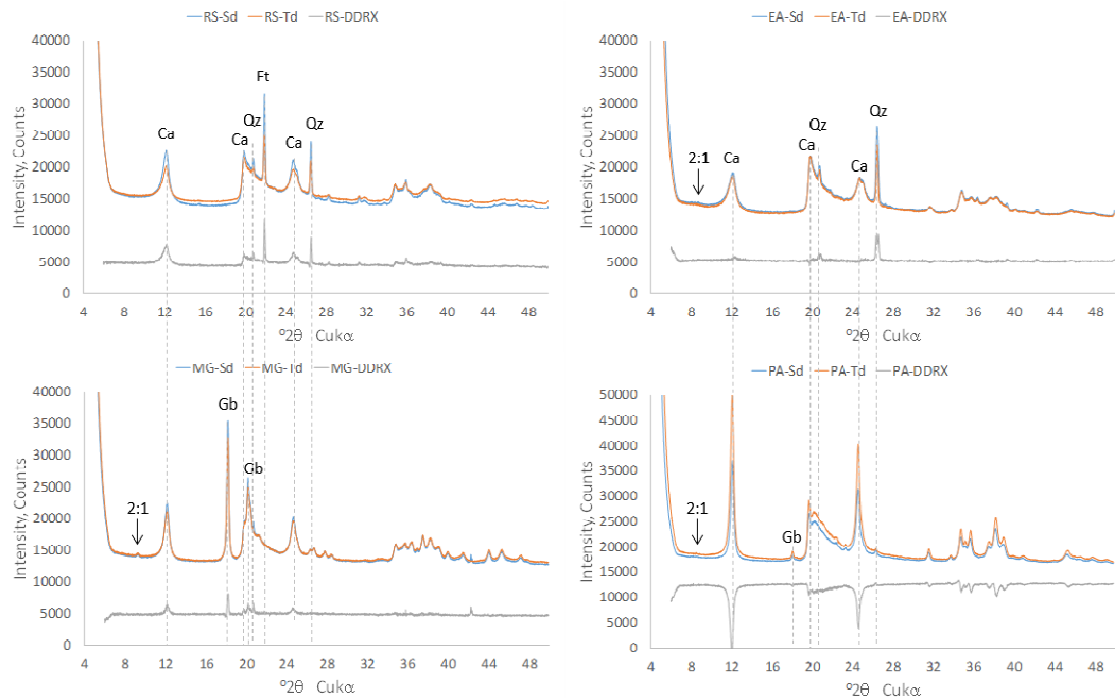 RS-Sd RS-Td RS-DDRX
40000
35000
30000
25000
20000
15000
10000
5000
0
Intensity, Counts
Ca
Ca
Qz
Ft
Ca
Qz
4 8 12 16 20 24 28 32 36 40 44 48
°2θ Cukα
EA-Sd EA-Td EA-DDRX
40000
35000
30000
25000
20000
15000
10000
5000
0
Intensity, Counts
2:1
Ca
Ca
Qz
Ca
Qz
4 8 12 16 20 24 28 32 36 40 44 48
°2θ Cukα
MG-Sd MG-Td MG-DDRX
40000
35000
30000
25000
20000
15000
10000
5000
0
Intensity, Counts
2:1
Gb
Gb
4 8 12 16 20 24 28 32 36 40 44 48
°2θ Cukα
PA-Sd PA-Td PA-DDRX
50000
45000
40000
35000
30000
25000
20000
15000
10000
5000
0
Intensity, Counts
2:1
Gb
4 8 12 16 20 24 28 32 36 40 44 48
°2θ Cukα